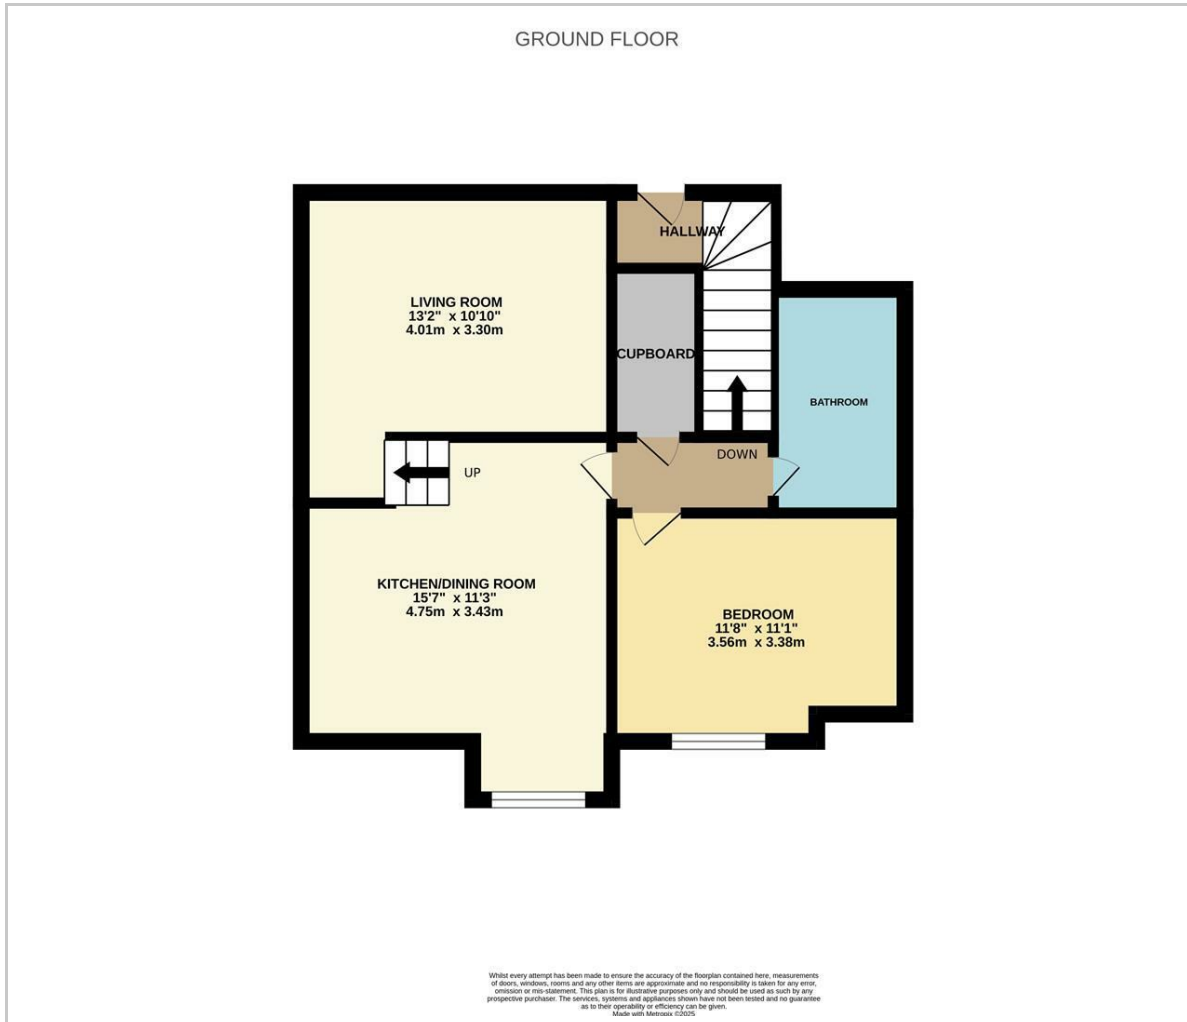 GROUND FLOOR
HALLWAY
LIVING ROOM
13'2" x 10'10"
4.01m x 3.30m
CUPBOARD
BATHROOM
DOWN
UP
KITCHEN/DINING ROOM
15'7" x 11'3"
4.75m x 3.43m
BEDROOM
11'8" x 11'1"
3.56m x 3.38m
Whilst every attempt has been made to ensure the accuracy of the floorplan contained here, measurements
of doors, windows, rooms and any other items are approximate and no responsibility is taken for any error,
omission or mis-statement. This plan is for illustrative purposes only and should be used as such by any
prospective purchaser. The services, systems and appliances shown have not been tested and no guarantee
as to their operability or efficiency can be given.
Made with Metropix ©2025